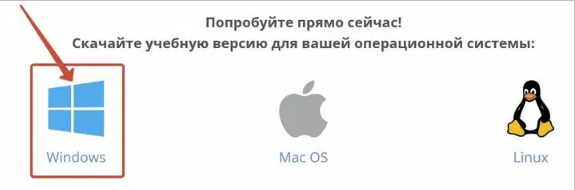 Попробуйте прямо сейчас!
Скачайте учебную версию для вашей операционной системы:
Windows Mac OS Linux